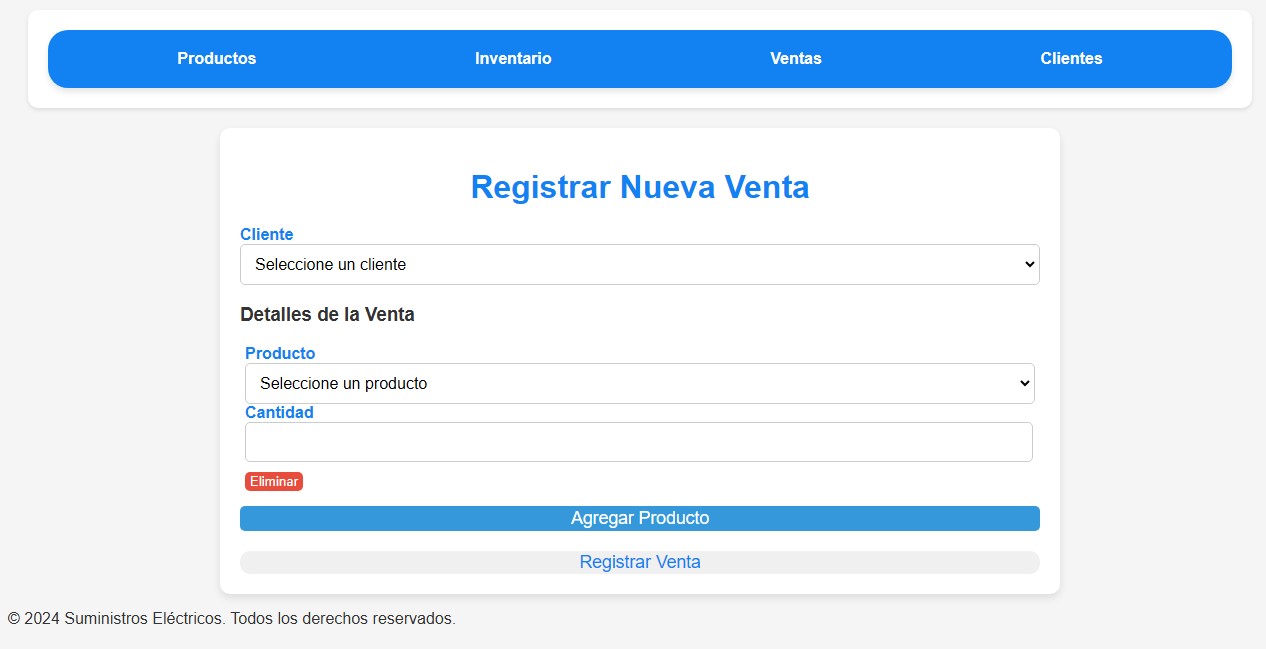 Productos Inventario Ventas Clientes
Registrar Nueva Venta
Cliente
Seleccione un cliente
Detalles de la Venta
Producto
Seleccione un producto
Cantidad
Eliminar
Agregar Producto
Registrar Venta
© 2024 Suministros Eléctricos. Todos los derechos reservados.